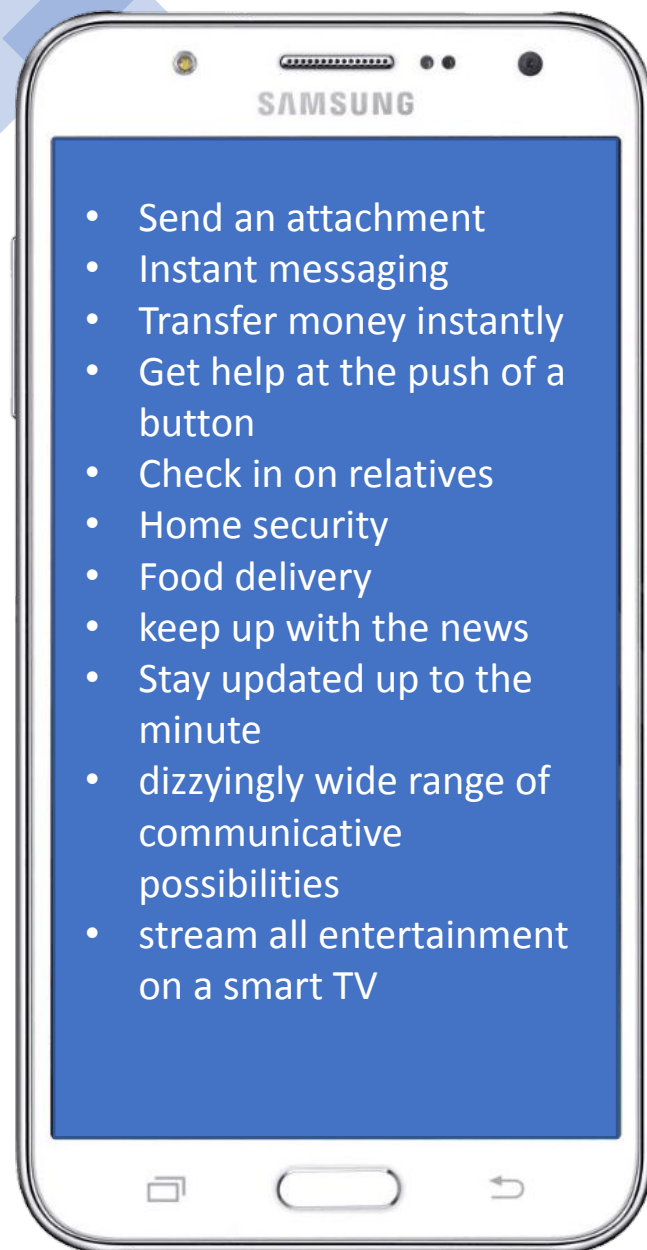 SAMSUNG
• Send an attachment
• Instant messaging
• Transfer money instantly
• Get help at the push of a
button
• Check in on relatives
• Home security
• Food delivery
• keep up with the news
• Stay updated up to the
minute
• dizzyingly wide range of
communicative
possibilities
• stream all entertainment
on a smart TV